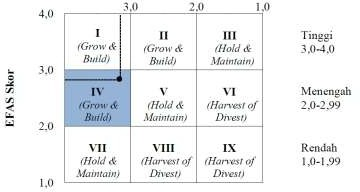 3,0 2,0 1,0
4,0
I
(Grow &
Build)
II
(Grow &
Build)
III
(Hold &
Maintain)
Tinggi
3,0-4,0
3,0
EFAS Skor
IV
(Grow &
Build)
V
(Hold &
Maintain)
VI
(Harvest of
Divest)
Menengah
2,0-2,99
2,0
VII
(Hold &
Maintain)
VIII
(Harvest of
Divest)
IX
(Harvest of
Divest)
Rendah
1,0-1,99
1,0